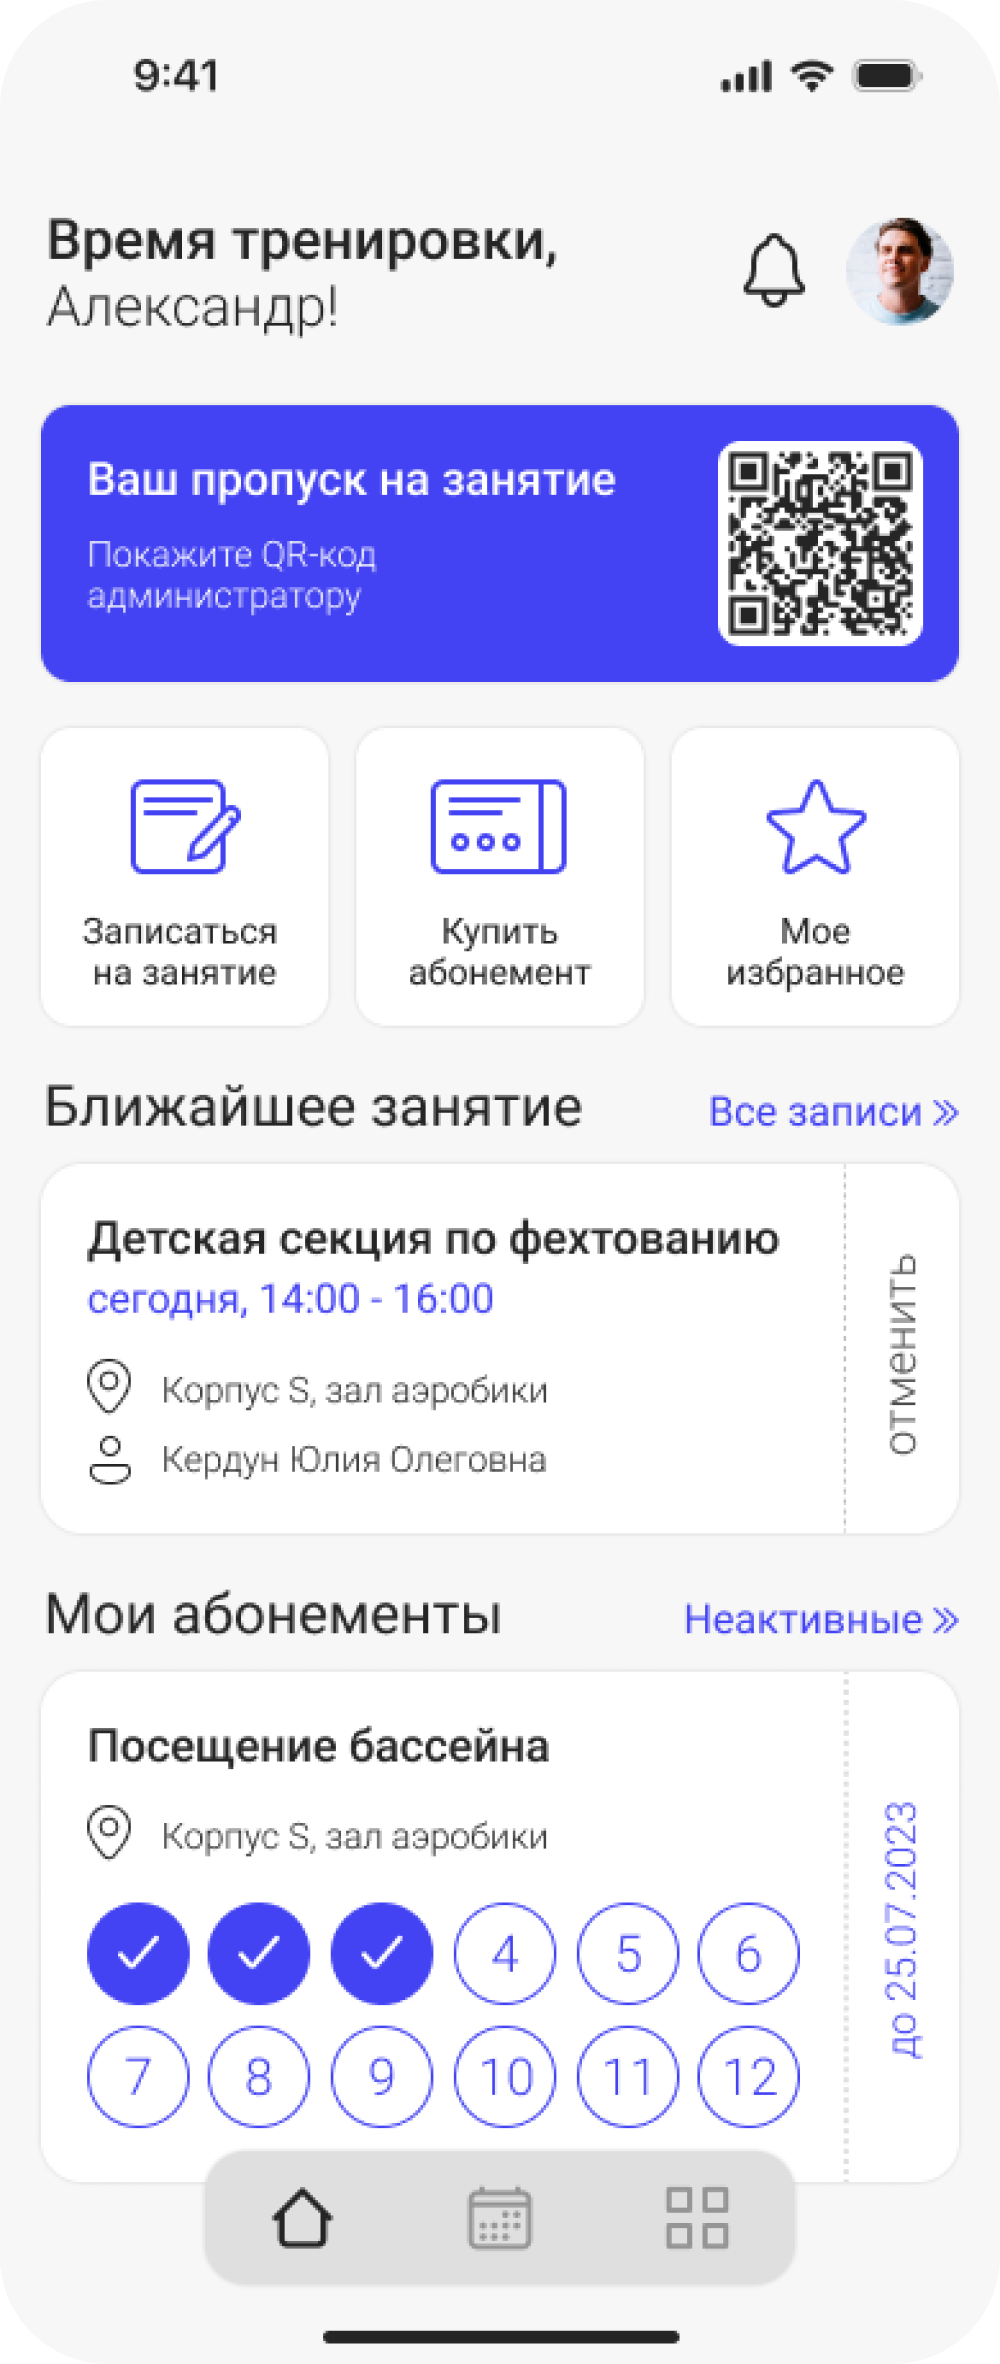 9:41
Время тренировки,
Александр!
Ваш пропуск на занятие
Покажите QR-код
администратору
Записаться
на занятие
Купить
абонемент
Мое
избранное
Ближайшее занятие
Все записи »
Детская секция по фехтованию
сегодня, 14:00 - 16:00
Корпус S, зал аэробики
Кердун Юлия Олеговна
отменить
Мои абонементы
Неактивные »
Посещение бассейна
Корпус S, зал аэробики
4 5 6
7 8 9 10 11 12
до 25.07.2023